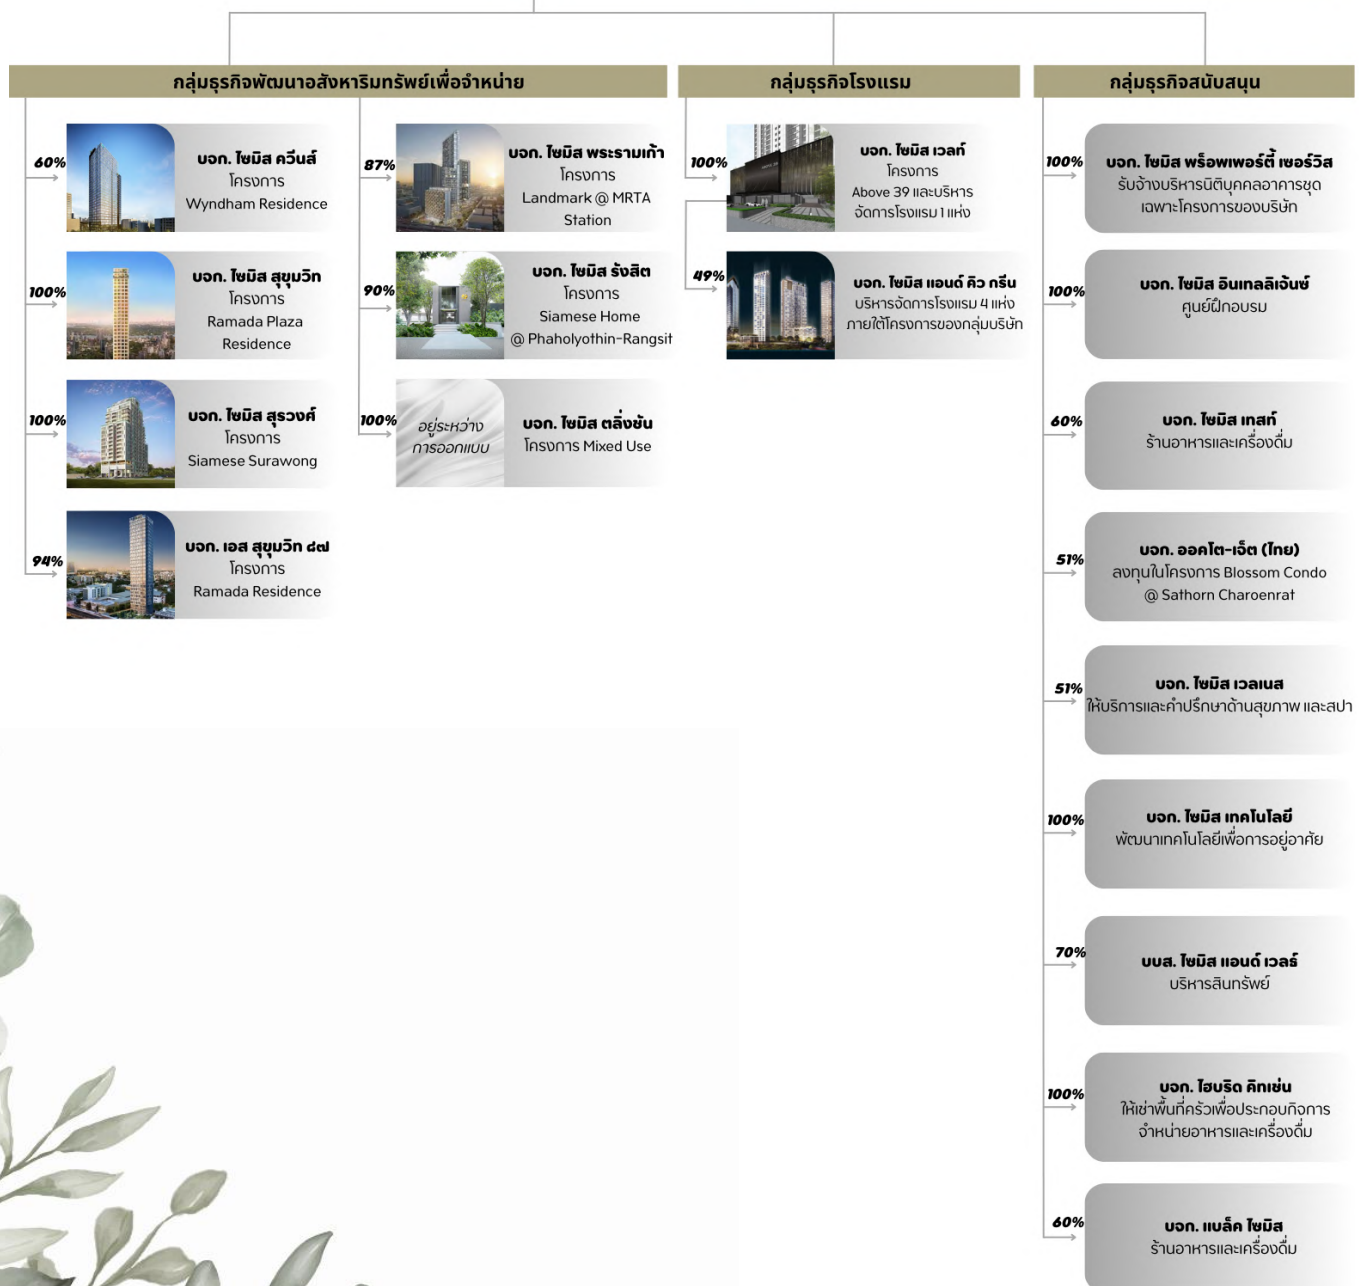 กลุ่มธุรกิจพัฒนาอสังหาริมทรัพย์เพื่อจำหน่าย
60%
บจก. ไซมิส ควีนส์
โครงการ
Wyndham Residence
100%
บจก. ไซมิส สุขุมวิท
โครงการ
Ramada Plaza
Residence
100%
บจก. ไซมิส สุรวงศ์
โครงการ
Siamese Surawong
94%
บจก. เอส สุขุมวิท ๘๗
โครงการ
Ramada Residence
87%
บจก. ไซมิส พระรามเก้า
โครงการ
Landmark @ MRTA
Station
90%
บจก. ไซมิส รังสิต
โครงการ
Siamese Home
@ Phaholyothin-Rangsit
100%
อยู่ระหว่าง
การออกแบบ
บจก. ไซมิส ตลิ่งชัน
โครงการ Mixed Use
กลุ่มธุรกิจโรงแรม
100%
บจก. ไซมิส เวลท์
โครงการ
Above 39 และบริหาร
จัดการโรงแรม 1 แห่ง
49%
บจก. ไซมิส แอนด์ คิว กรีน
บริหารจัดการโรงแรม 4 แห่ง
ภายใต้โครงการของกลุ่มบริษัท
กลุ่มธุรกิจสนับสนุน
100%
บจก. ไซมิส พร็อพเพอร์ตี้ เซอร์วิส
รับจ้างบริหารนิติบุคคลอาคารชุด
เฉพาะโครงการของบริษัท
100%
บจก. ไซมิส อินเทลลิเจ้นซ์
ศูนย์ฝึกอบรม
60%
บจก. ไซมิส เทสท์
ร้านอาหารและเครื่องดื่ม
51%
บจก. ออคโต-เจ็ต (ไทย)
ลงทุนในโครงการ Blossom Condo
@ Sathorn Charoenrat
51%
บจก. ไซมิส เวลเนส
ให้บริการและคำปรึกษาด้านสุขภาพ และสปา
100%
บจก. ไซมิส เทคโนโลยี
พัฒนาเทคโนโลยีเพื่อการอยู่อาศัย
70%
บบส. ไซมิส แอนด์ เวลธ์
บริหารสินทรัพย์
100%
บจก. ไฮบริด คิทเช่น
ให้เช่าพื้นที่ครัวเพื่อประกอบกิจการ
จำหน่ายอาหารและเครื่องดื่ม
60%
บจก. แบล็ค ไซมิส
ร้านอาหารและเครื่องดื่ม